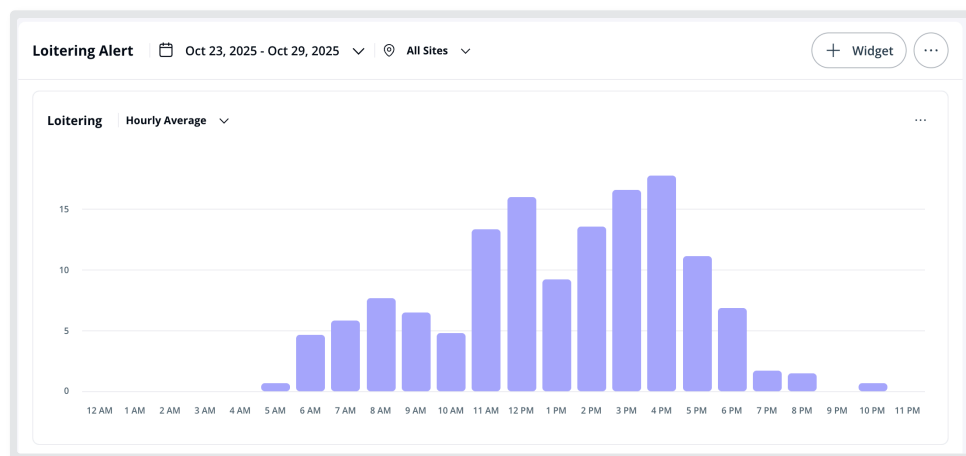 Loitering Alert Oct 23, 2025 - Oct 29, 2025 All Sites + Widget ...
Loitering Hourly Average ...
15
10
5
0
12 AM 1 AM 2 AM 3 AM 4 AM 5 AM 6 AM 7 AM 8 AM 9 AM 10 AM 11 AM 12 PM 1 PM 2 PM 3 PM 4 PM 5 PM 6 PM 7 PM 8 PM 9 PM 10 PM 11 PM